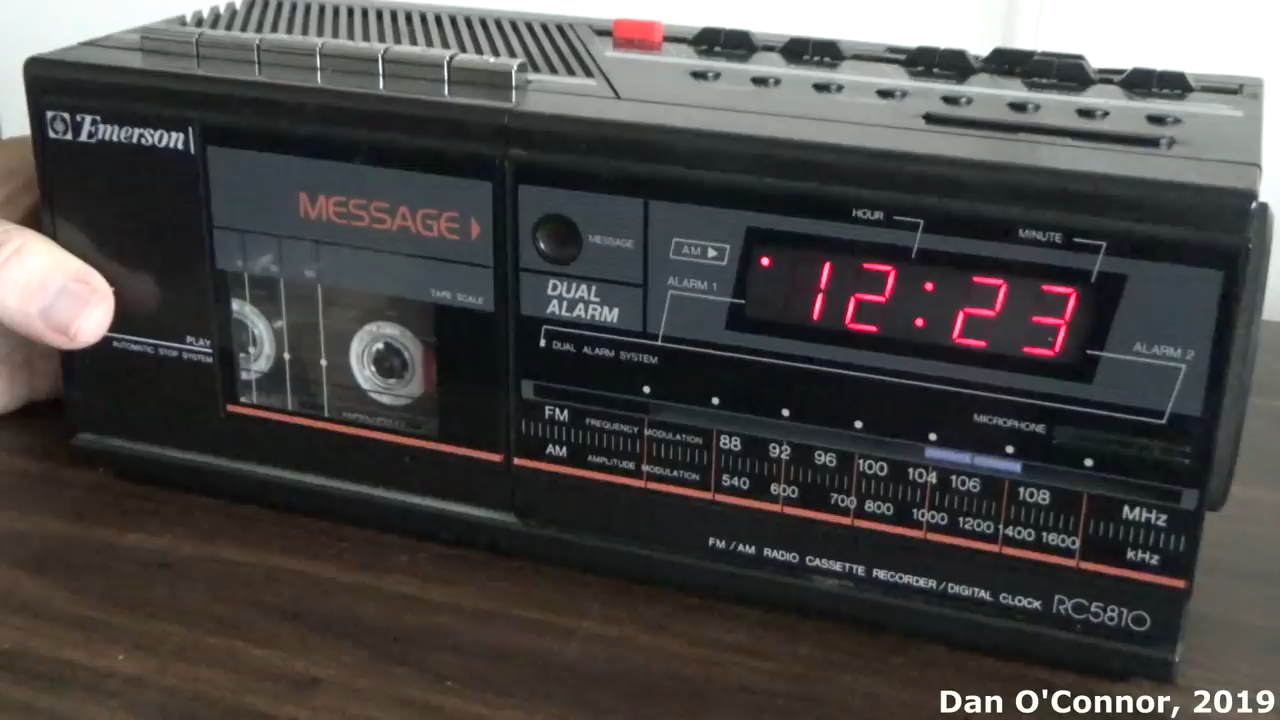 Emerson
MESSAGE
TAPE SCALE
PLAY
AUTOMATIC STOP SYSTEM
MESSAGE
DUAL
ALARM
AM
HOUR
MINUTE
ALARM 1
12:23
ALARM 2
DUAL ALARM SYSTEM
MICROPHONE
FM FREQUENCY MODULATION 88 92 96 100 104 106 108 MHz
AM AMPLITUDE MODULATION 540 600 700 800 1000 1200 1400 1600 kHz
FM/AM RADIO CASSETTE RECORDER/DIGITAL CLOCK RC5810
Dan O'Connor, 2019